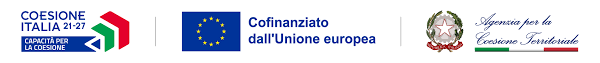 COESIONE
ITALIA 21-27
CAPACITÀ PER
LA COESIONE
Cofinanziato
dall'Unione europea
Agenzia per la
Coesione Territoriale